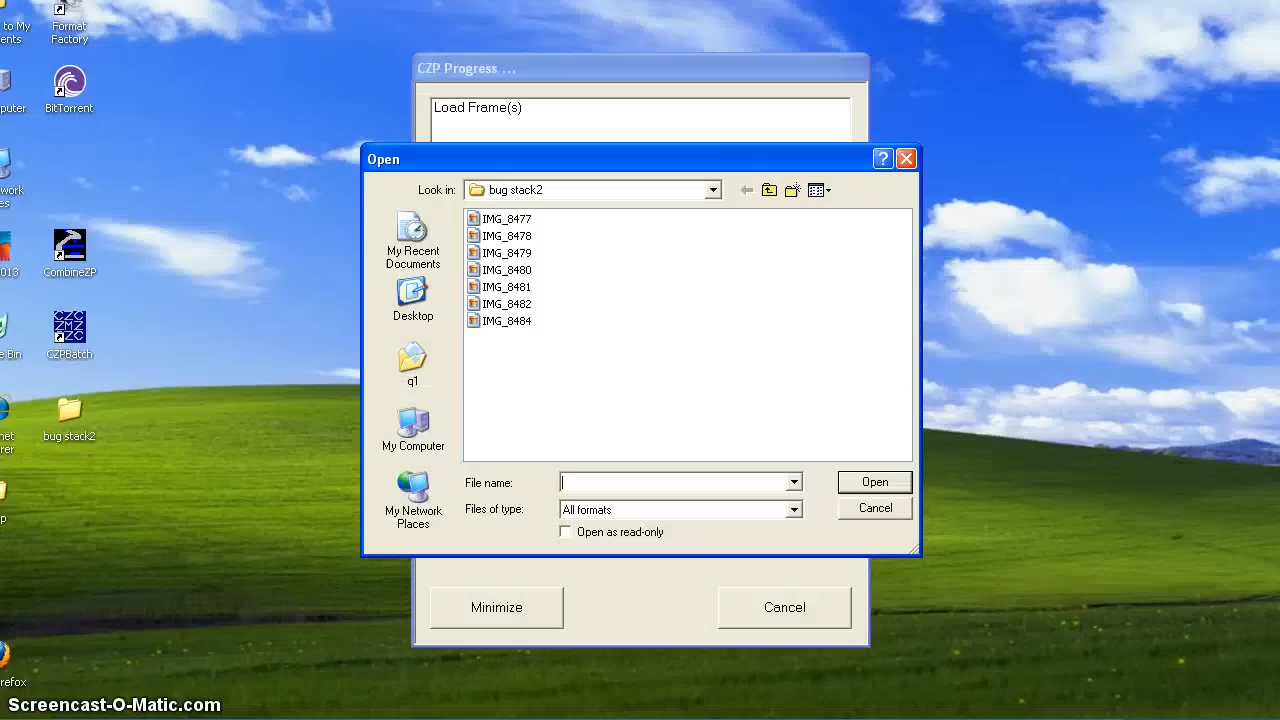 to My
ents
Format
Factory
puter
BitTorrent
work
es
013
CombineZP
CZC
ZMZ
CZC
e Bin
CZPBatch
net
rer
bug stack2
p
refox
CZP Progress ...
Load Frame(s)
Open
Look in:
bug stack2
My Recent
Documents
Desktop
q1
My Computer
My Network
Places
IMG_8477
IMG_8478
IMG_8479
IMG_8480
IMG_8481
IMG_8482
IMG_8484
File name:
Open
Files of type:
All formats
Cancel
Open as read-only
Minimize
Cancel
Screencast-O-Matic.com